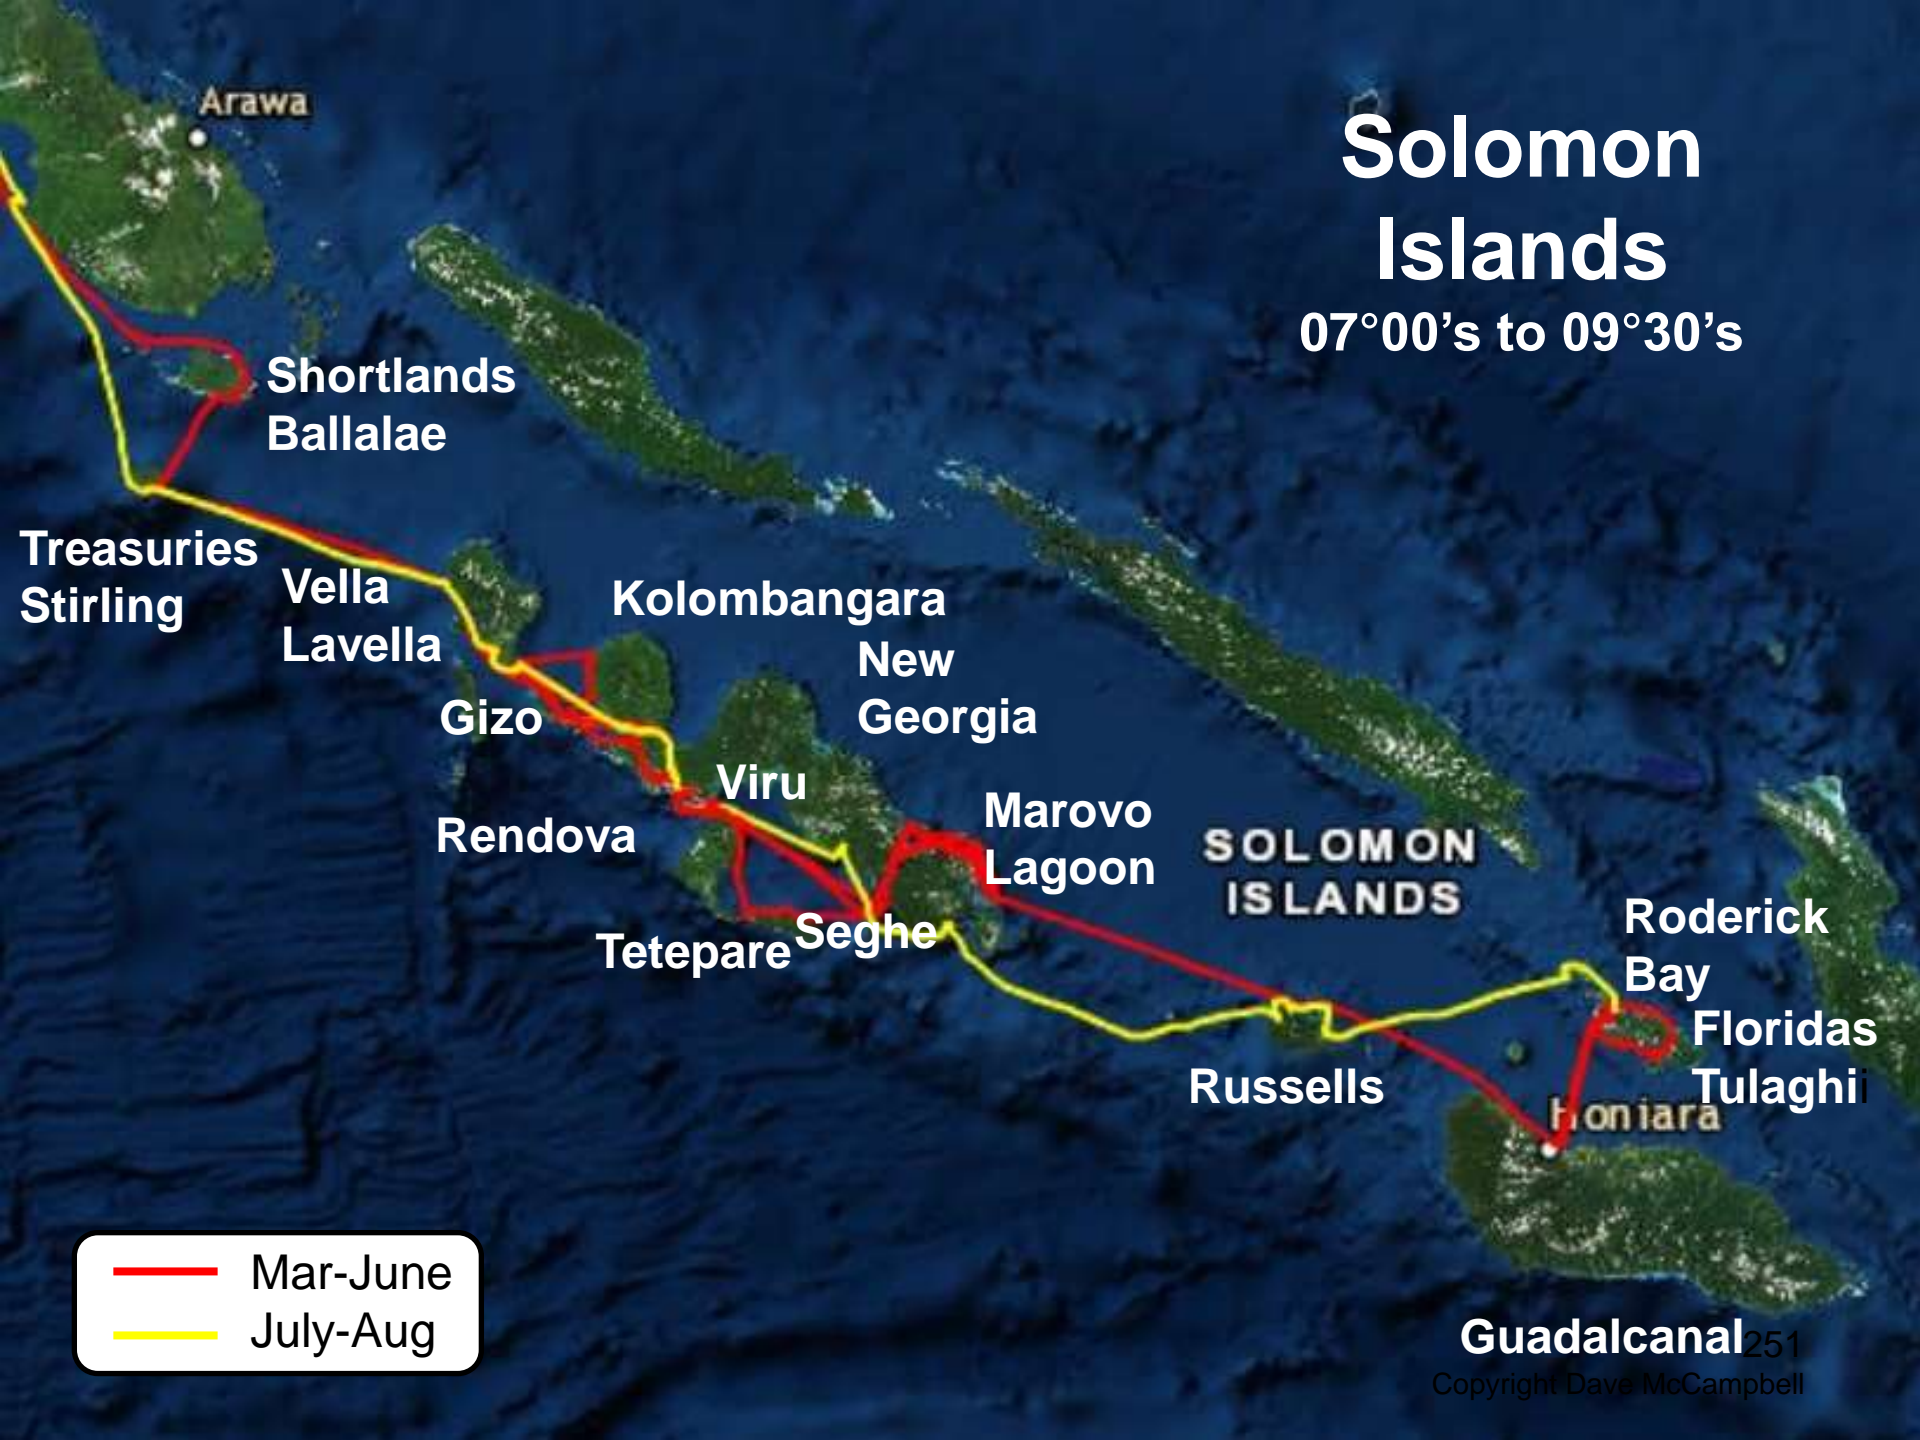 Arawa
Solomon
Islands
07°00’s to 09°30’s
Shortlands
Ballalae
Treasuries
Stirling
Vella
Lavella
Kolombangara
New
Georgia
Gizo
Viru
Rendova
Marovo
Lagoon
SOLOMON
ISLANDS
Seghe
Tetepare
Roderick
Bay
Floridas
Tulaghii
Russells
Honiara
Mar-June
July-Aug
Guadalcanal
251
Copyright Dave McCampbell